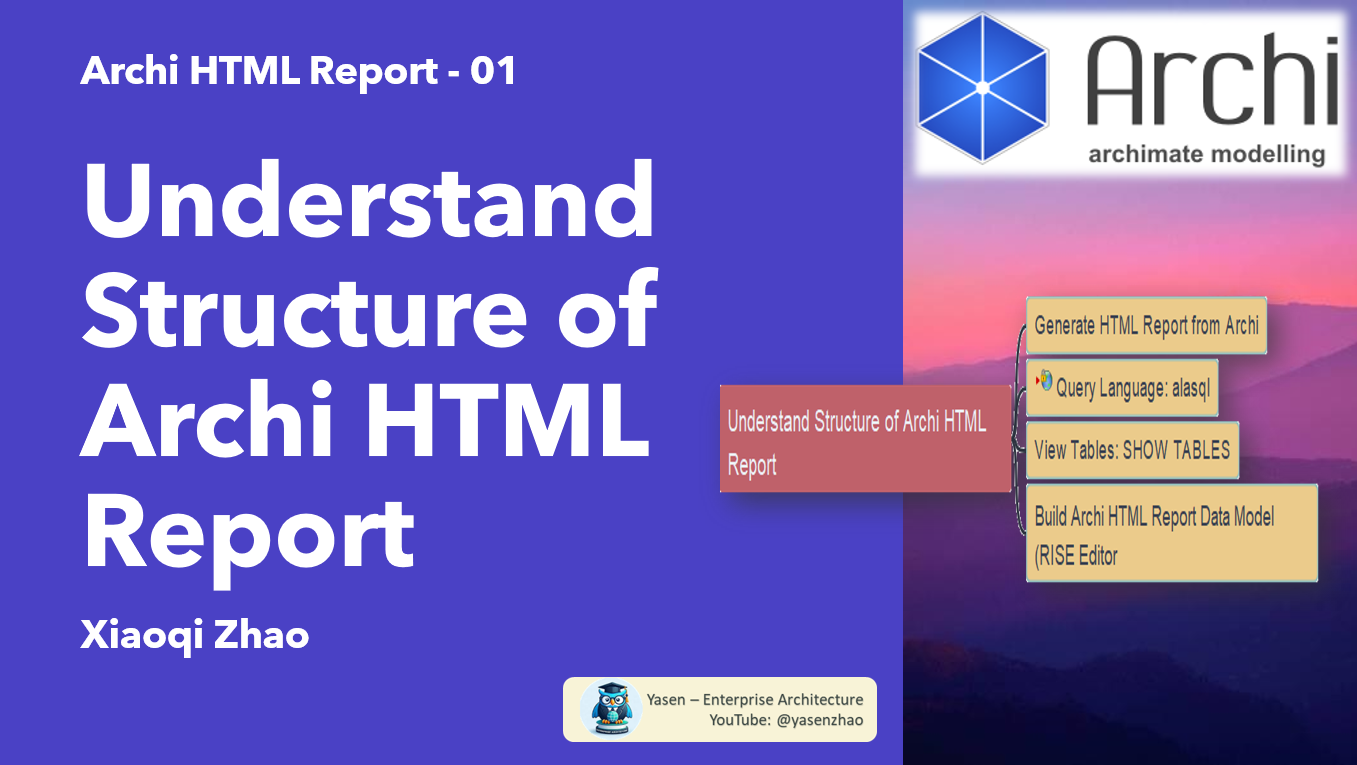 Archi HTML Report - 01
Understand
Structure of
Archi HTML
Report
Xiaoqi Zhao
Yasen – Enterprise Architecture
YouTube: @yasenzhao
Archi
archimate modelling
Understand Structure of Archi HTML
Report
Generate HTML Report from Archi
Query Language: alasql
View Tables: SHOW TABLES
Build Archi HTML Report Data Model
(RISE Editor